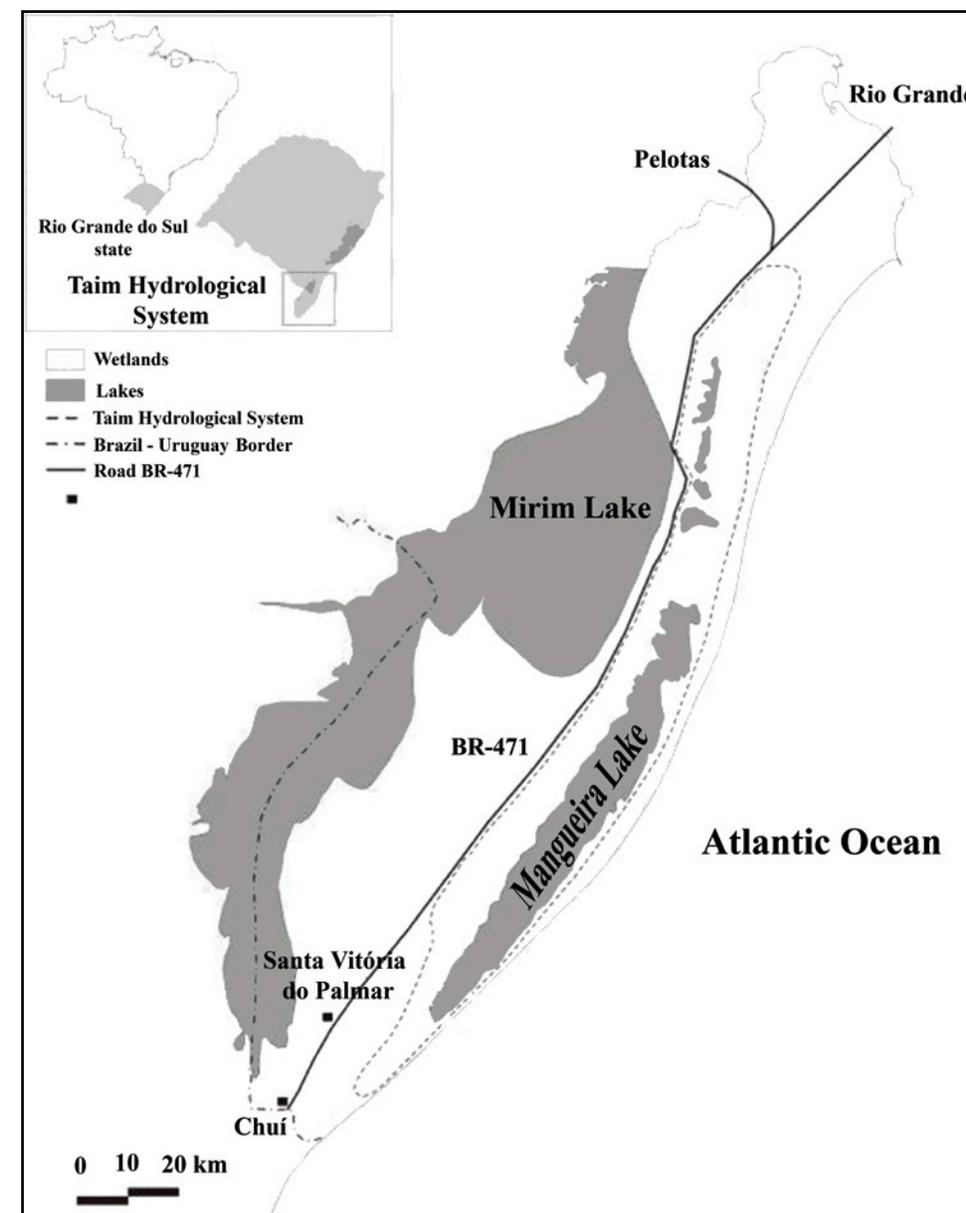 Rio Grande
Pelotas
Rio Grande do Sul
state
Taim Hydrological
System
Wetlands
Lakes
Taim Hydrological System
Brazil - Uruguay Border
Road BR-471
Mirim Lake
BR-471
Mangueira Lake
Atlantic Ocean
Santa Vitória
do Palmar
Chuí
0 10 20 km